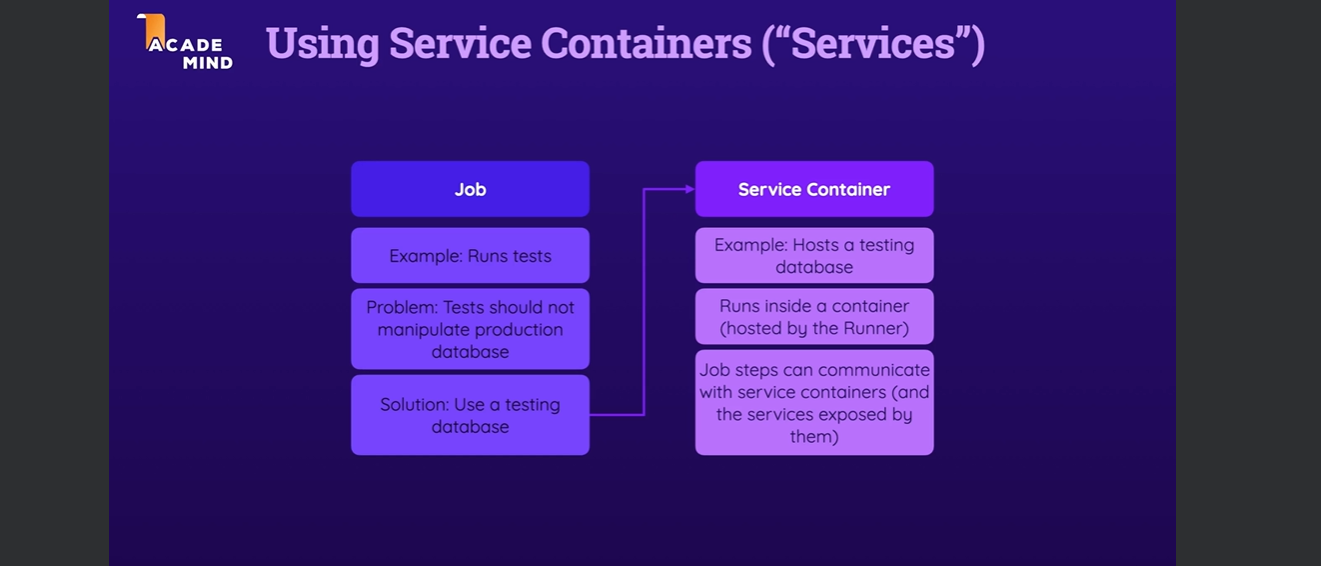 ACADE
MIND
Using Service Containers (“Services”)
Job
Example: Runs tests
Problem: Tests should not
manipulate production
database
Solution: Use a testing
database
Service Container
Example: Hosts a testing
database
Runs inside a container
(hosted by the Runner)
Job steps can communicate
with service containers (and
the services exposed by
them)